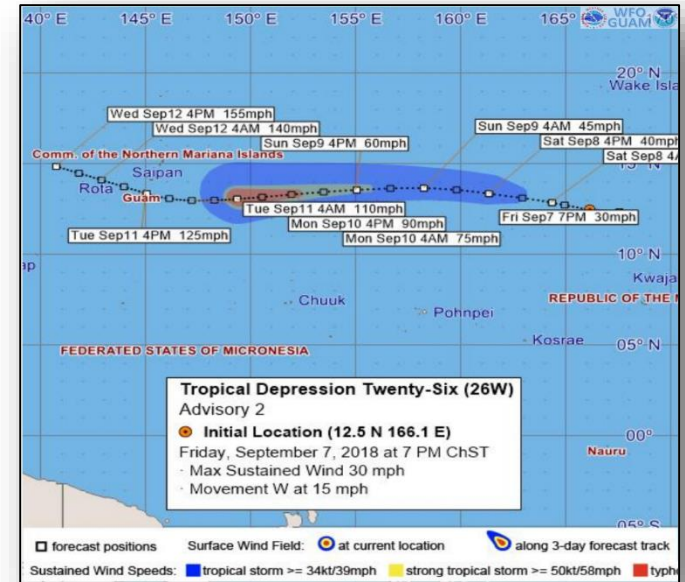 40° E 150° E 155° E 160° E 165° E
WFO
GUAM
20° N
Wake Isla
Wed Sep12 4PM 155mph
Wed Sep12 4AM 140mph
Sun Sep9 4PM 60mph
Sun Sep9 4AM 45mph
Sat Sep8 4PM 40mph
Sat Sep8 4A
Comm. of the Northern Mariana Islands
Saipan
Rota
Guam
Tue Sep11 4AM 110mph
Fri Sep7 7PM 30mph
Mon Sep10 4PM 90mph
Tue Sep11 4PM 125mph
Mon Sep10 4AM 75mph
10° N
ap
Kwaja
Chuuk
REPUBLIC OF THE M
Pohnpei
Kosrae
05° N
FEDERATED STATES OF MICRONESIA
Tropical Depression Twenty-Six (26W)
Advisory 2
Initial Location (12.5 N 166.1 E)
Friday, September 7, 2018 at 7 PM ChST
· Max Sustained Wind 30 mph
· Movement W at 15 mph
00°
Nauru
05° S
forecast positions Surface Wind Field: at current location along 3-day forecast track
Sustained Wind Speeds: tropical storm >= 34kt/39mph strong tropical storm >= 50kt/58mph typh